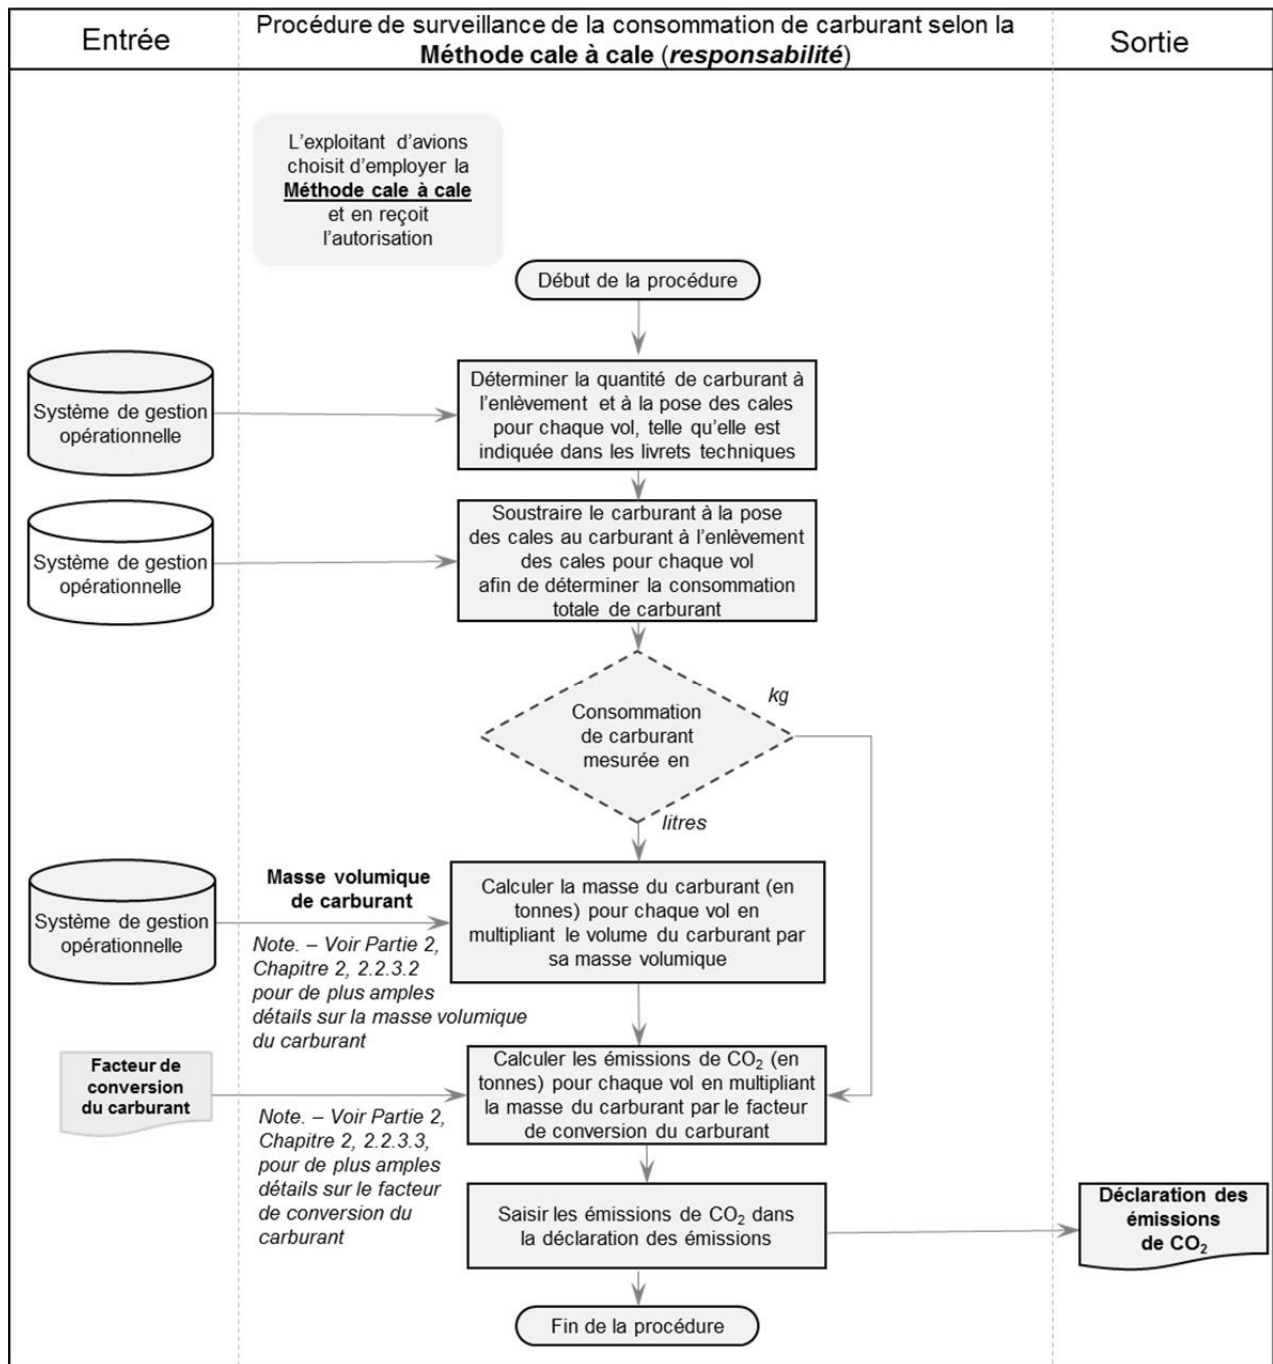 Entrée
Procédure de surveillance de la consommation de carburant selon la
Méthode cale à cale (responsabilité)
Sortie
L’exploitant d’avions
choisit d’employer la
Méthode cale à cale
et en reçoit
l’autorisation
Début de la procédure
Système de gestion
opérationnelle
Déterminer la quantité de carburant à
l’enlèvement et à la pose des cales
pour chaque vol, telle qu’elle est
indiquée dans les livrets techniques
Système de gestion
opérationnelle
Soustraire le carburant à la pose
des cales au carburant à l’enlèvement
des cales pour chaque vol
afin de déterminer la consommation
totale de carburant
Consommation
de carburant
mesurée en
kg
litres
Système de gestion
opérationnelle
Masse volumique
de carburant
Note. – Voir Partie 2,
Chapitre 2, 2.2.3.2
pour de plus amples
détails sur la masse volumique
du carburant
Calculer la masse du carburant (en
tonnes) pour chaque vol en
multipliant le volume du carburant par
sa masse volumique
Facteur de
conversion
du carburant
Note. – Voir Partie 2,
Chapitre 2, 2.2.3.3,
pour de plus amples
détails sur le facteur
de conversion du
carburant
Calculer les émissions de CO₂ (en
tonnes) pour chaque vol en multipliant
la masse du carburant par le facteur
de conversion du carburant
Saisir les émissions de CO₂ dans
la déclaration des émissions
Déclaration des
émissions
de CO₂
Fin de la procédure